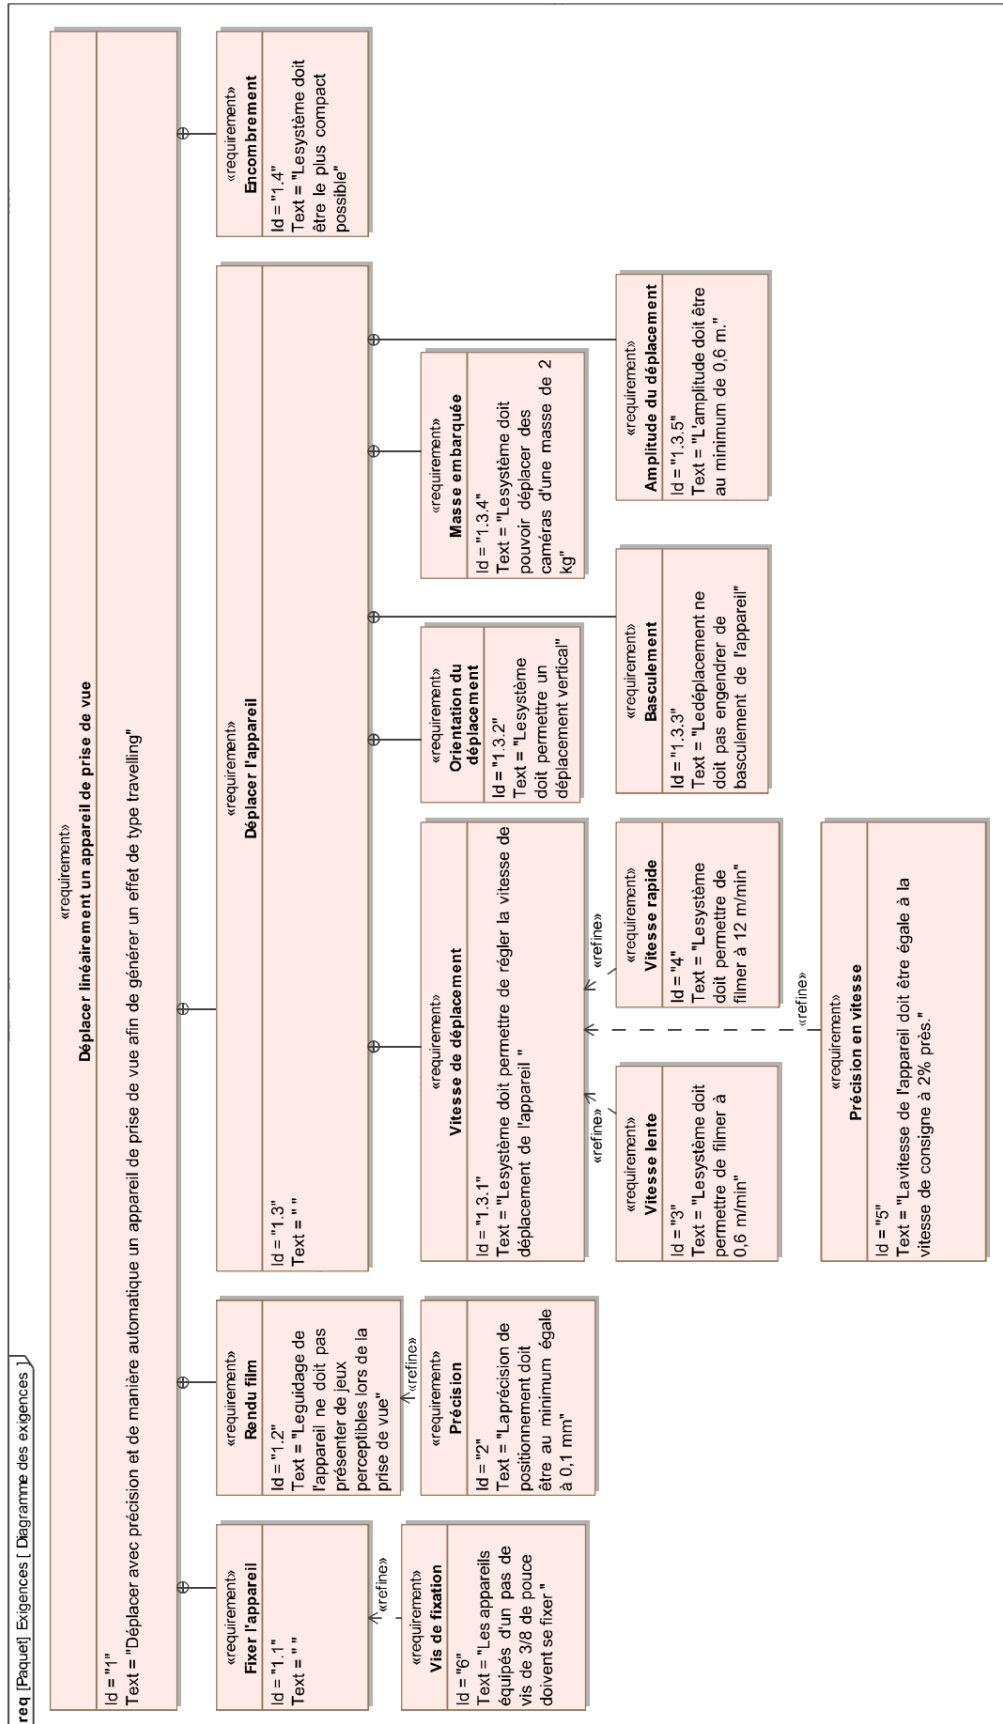 req [Paquet] Exigences [ Diagramme des exigences ]
«requirement»
Déplacer linéairement un appareil de prise de vue
Id = "1"
Text = "Déplacer avec précision et de manière automatique un appareil de prise de vue afin de générer un effet de type travelling"
«requirement»
Fixer l'appareil
Id = "1.1"
Text = " "
«refine»
«requirement»
Vis de fixation
Id = "6"
Text = "Les appareils
équipés d'un pas de
vis de 3/8 de pouce
doivent se fixer "
«requirement»
Rendu film
Id = "1.2"
Text = "Leguidage de
l'appareil ne doit pas
présenter de jeux
perceptibles lors de la
prise de vue"
«refine»
«requirement»
Précision
Id = "2"
Text = "Laprécision de
positionnement doit
être au minimum égale
à 0,1 mm"
«requirement»
Déplacer l'appareil
Id = "1.3"
Text = " "
«requirement»
Vitesse de déplacement
Id = "1.3.1"
Text = "Lesystème doit permettre de régler la vitesse de
déplacement de l'appareil "
«refine»
«requirement»
Vitesse lente
Id = "3"
Text = "Lesystème doit
permettre de filmer à
0,6 m/min"
«refine»
«requirement»
Vitesse rapide
Id = "4"
Text = "Lesystème
doit permettre de
filmer à 12 m/min"
«refine»
«requirement»
Précision en vitesse
Id = "5"
Text = "Lavitesse de l'appareil doit être égale à la
vitesse de consigne à 2% près."
«requirement»
Orientation du
déplacement
Id = "1.3.2"
Text = "Lesystème
doit permettre un
déplacement vertical"
«requirement»
Basculement
Id = "1.3.3"
Text = "Ledéplacement ne
doit pas engendrer de
basculement de l'appareil"
«requirement»
Masse embarquée
Id = "1.3.4"
Text = "Lesystème doit
pouvoir déplacer des
caméras d'une masse de 2
kg"
«requirement»
Amplitude du déplacement
Id = "1.3.5"
Text = "L'amplitude doit être
au minimum de 0,6 m."
«requirement»
Encombrement
Id = "1.4"
Text = "Lesystème doit
être le plus compact
possible"